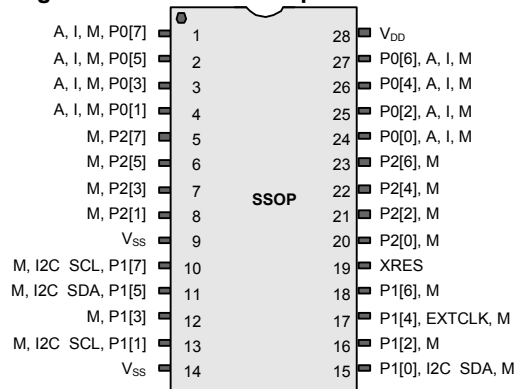 A, I, M, P0[7] 1 28 VDD
A, I, M, P0[5] 2 27 P0[6], A, I, M
A, I, M, P0[3] 3 26 P0[4], A, I, M
A, I, M, P0[1] 4 25 P0[2], A, I, M
M, P2[7] 5 24 P0[0], A, I, M
M, P2[5] 6 23 P2[6], M
M, P2[3] 7 22 P2[4], M
SSOP
M, P2[1] 8 21 P2[2], M
VSS 9 20 P2[0], M
M, I2C SCL, P1[7] 10 19 XRES
M, I2C SDA, P1[5] 11 18 P1[6], M
M, P1[3] 12 17 P1[4], EXTCLK, M
M, I2C SCL, P1[1] 13 16 P1[2], M
VSS 14 15 P1[0], I2C SDA, M